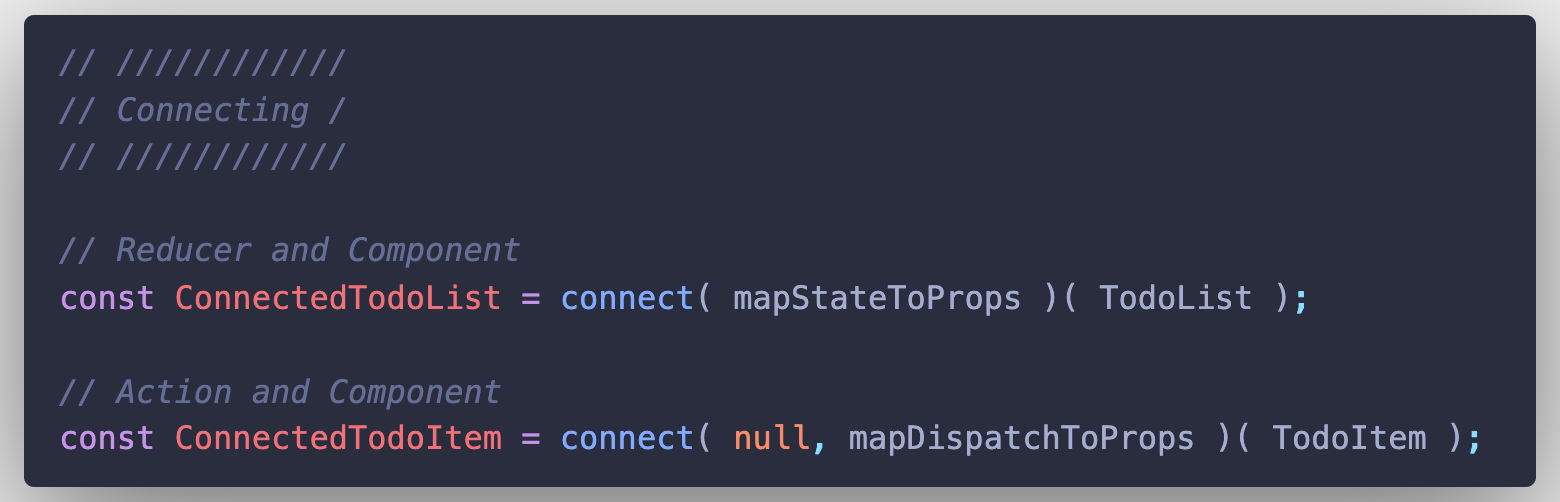 // ////////////
// Connecting /
// ////////////
// Reducer and Component
const ConnectedTodoList = connect( mapStateToProps )( TodoList );
// Action and Component
const ConnectedTodoItem = connect( null, mapDispatchToProps )( TodoItem );